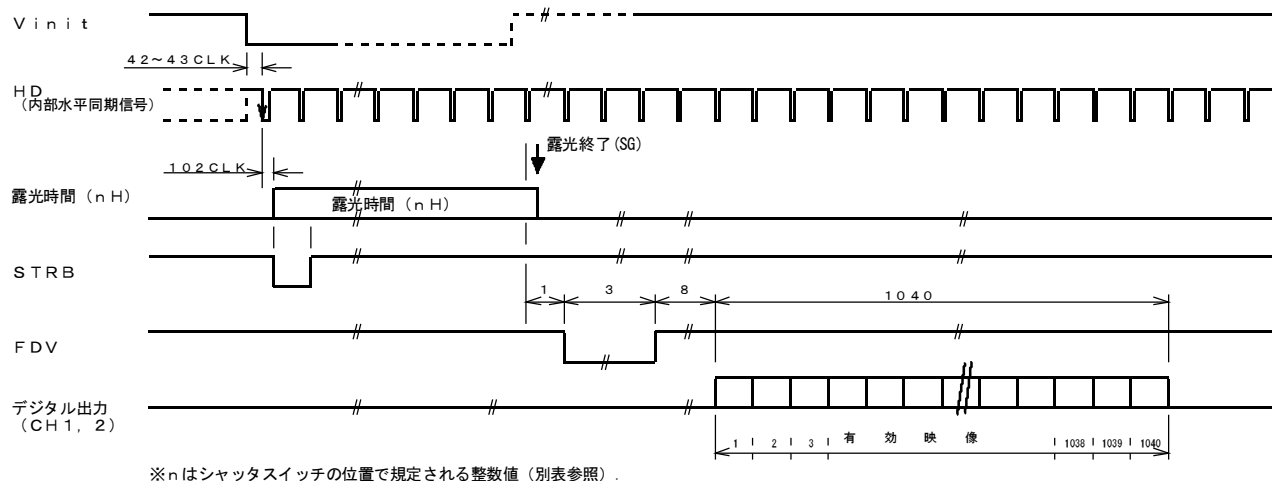 Vinit
42~43CLK
HD
(内部水平同期信号)
露光終了(SG)
102CLK
露光時間(nH)
露光時間(nH)
STRB
1 3 8 1040
FDV
デジタル出力
(CH1, 2)
1 2 3 有効映像 1038 1039 1040
※nはシャッタスイッチの位置で規定される整数値(別表参照).